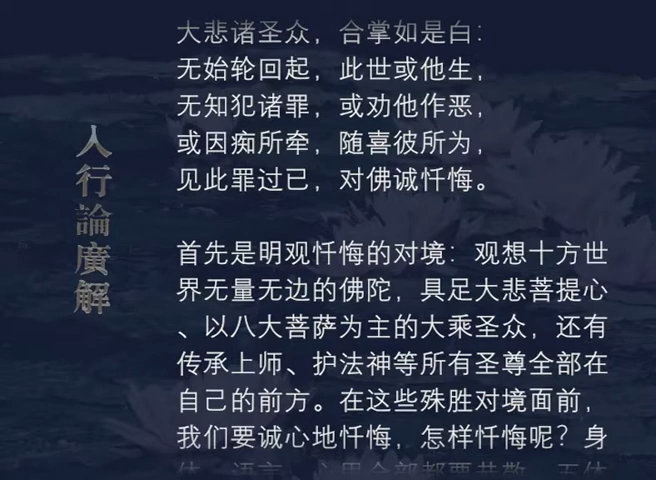 大悲诸圣众，合掌如是白：
无始轮回起，此世或他生，
无知犯诸罪，或劝他作恶，
或因痴所牵，随喜彼所为，
见此罪过已，对佛诚忏悔。
入行論廣解
首先是明观忏悔的对境：观想十方世
界无量无边的佛陀，具足大悲菩提心
、以八大菩萨为主的大乘圣众，还有
传承上师、护法神等所有圣尊全部在
自己的前方。在这些殊胜对境面前，
我们要诚心地忏悔，怎样忏悔呢？身